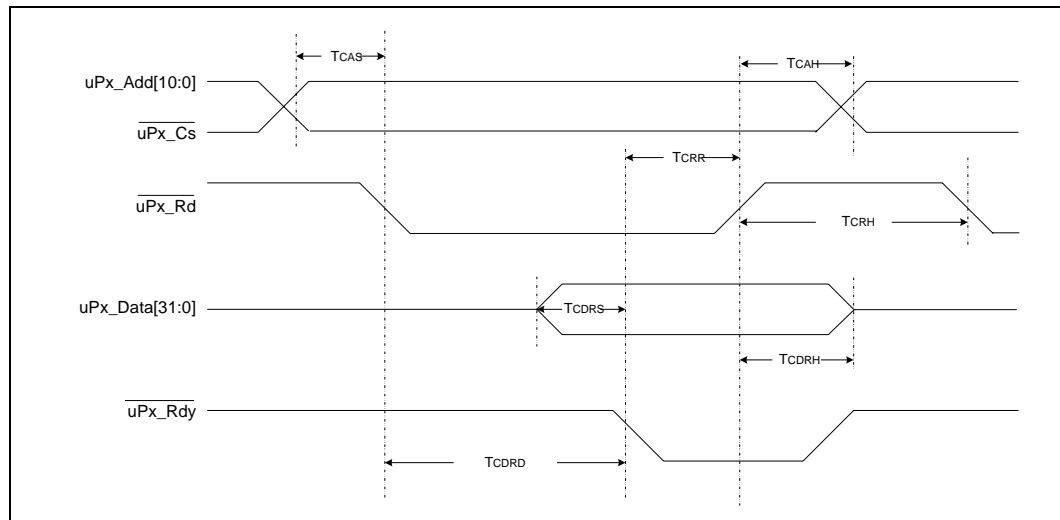 TCAS
TCAH
uPx_Add[10:0]
uPx_Cs
TCRR
uPx_Rd
TCRH
uPx_Data[31:0]
TCDRS
TCDRH
uPx_Rdy
TCDRD